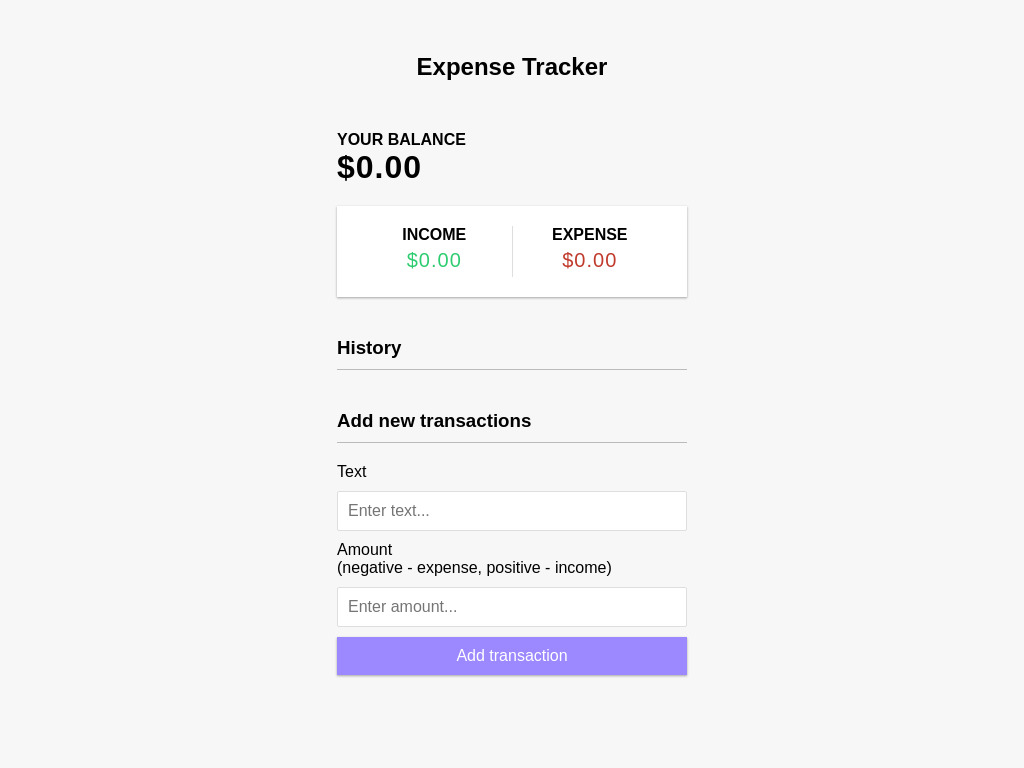 Expense Tracker
YOUR BALANCE
$0.00
INCOME
$0.00
EXPENSE
$0.00
History
Add new transactions
Text
Enter text...
Amount
(negative - expense, positive - income)
Enter amount...
Add transaction